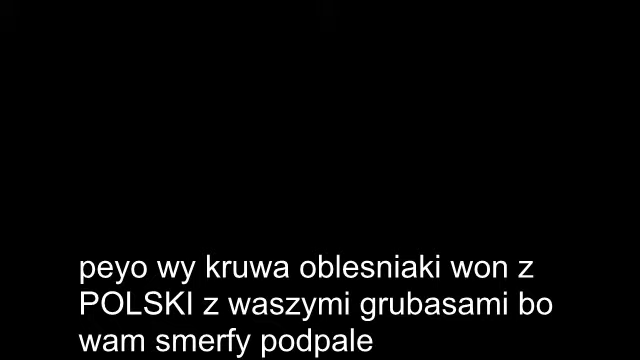 peyo wy kruwa oblesniaki won z
POLSKI z waszymi grubasami bo
wam smerfy podpale